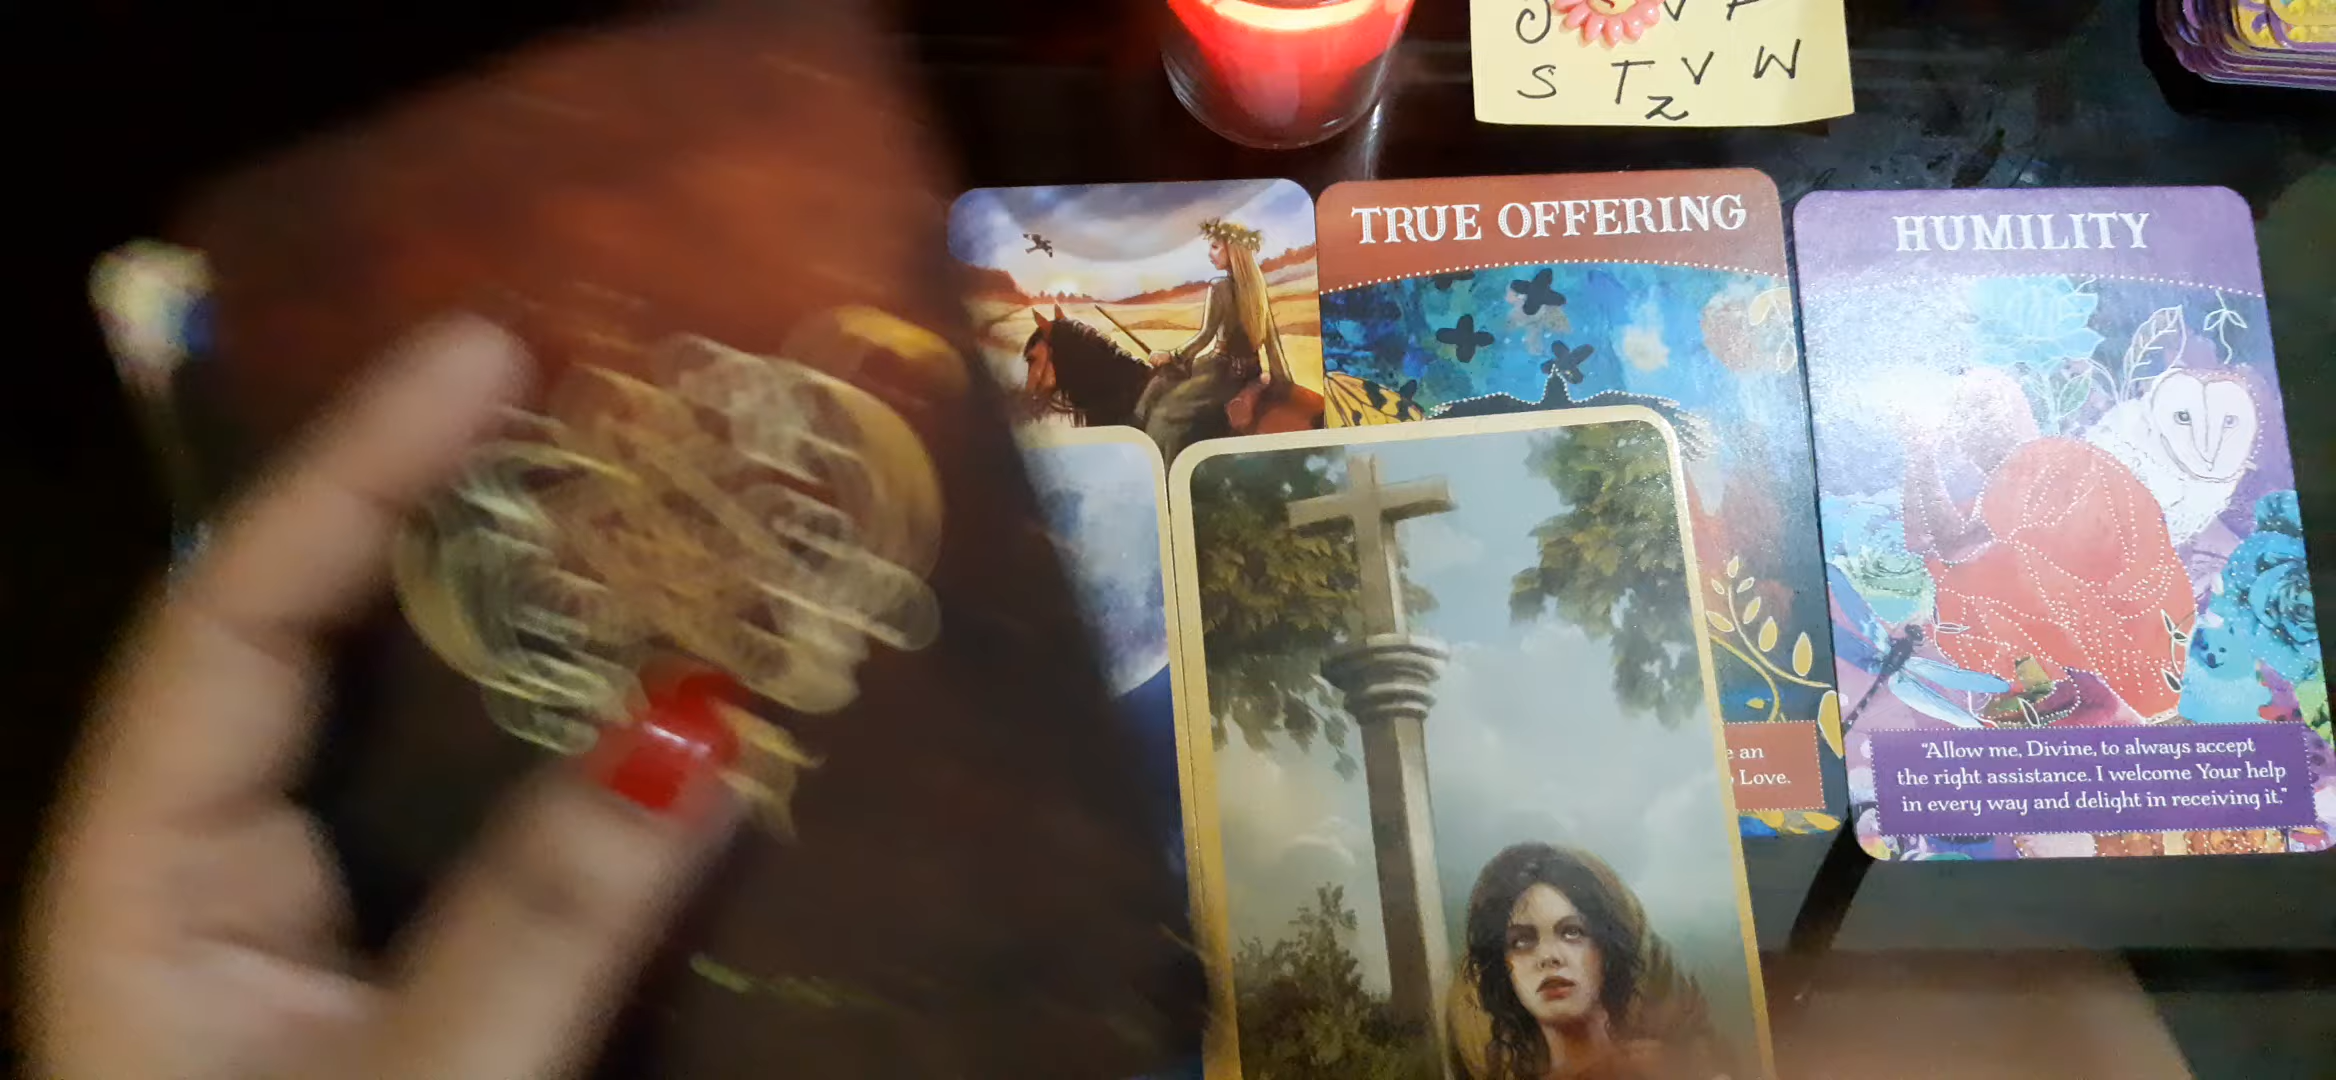 S T V W
Z
TRUE OFFERING
HUMILITY
an
Love.
"Allow me, Divine, to always accept
the right assistance. I welcome Your help
in every way and delight in receiving it."